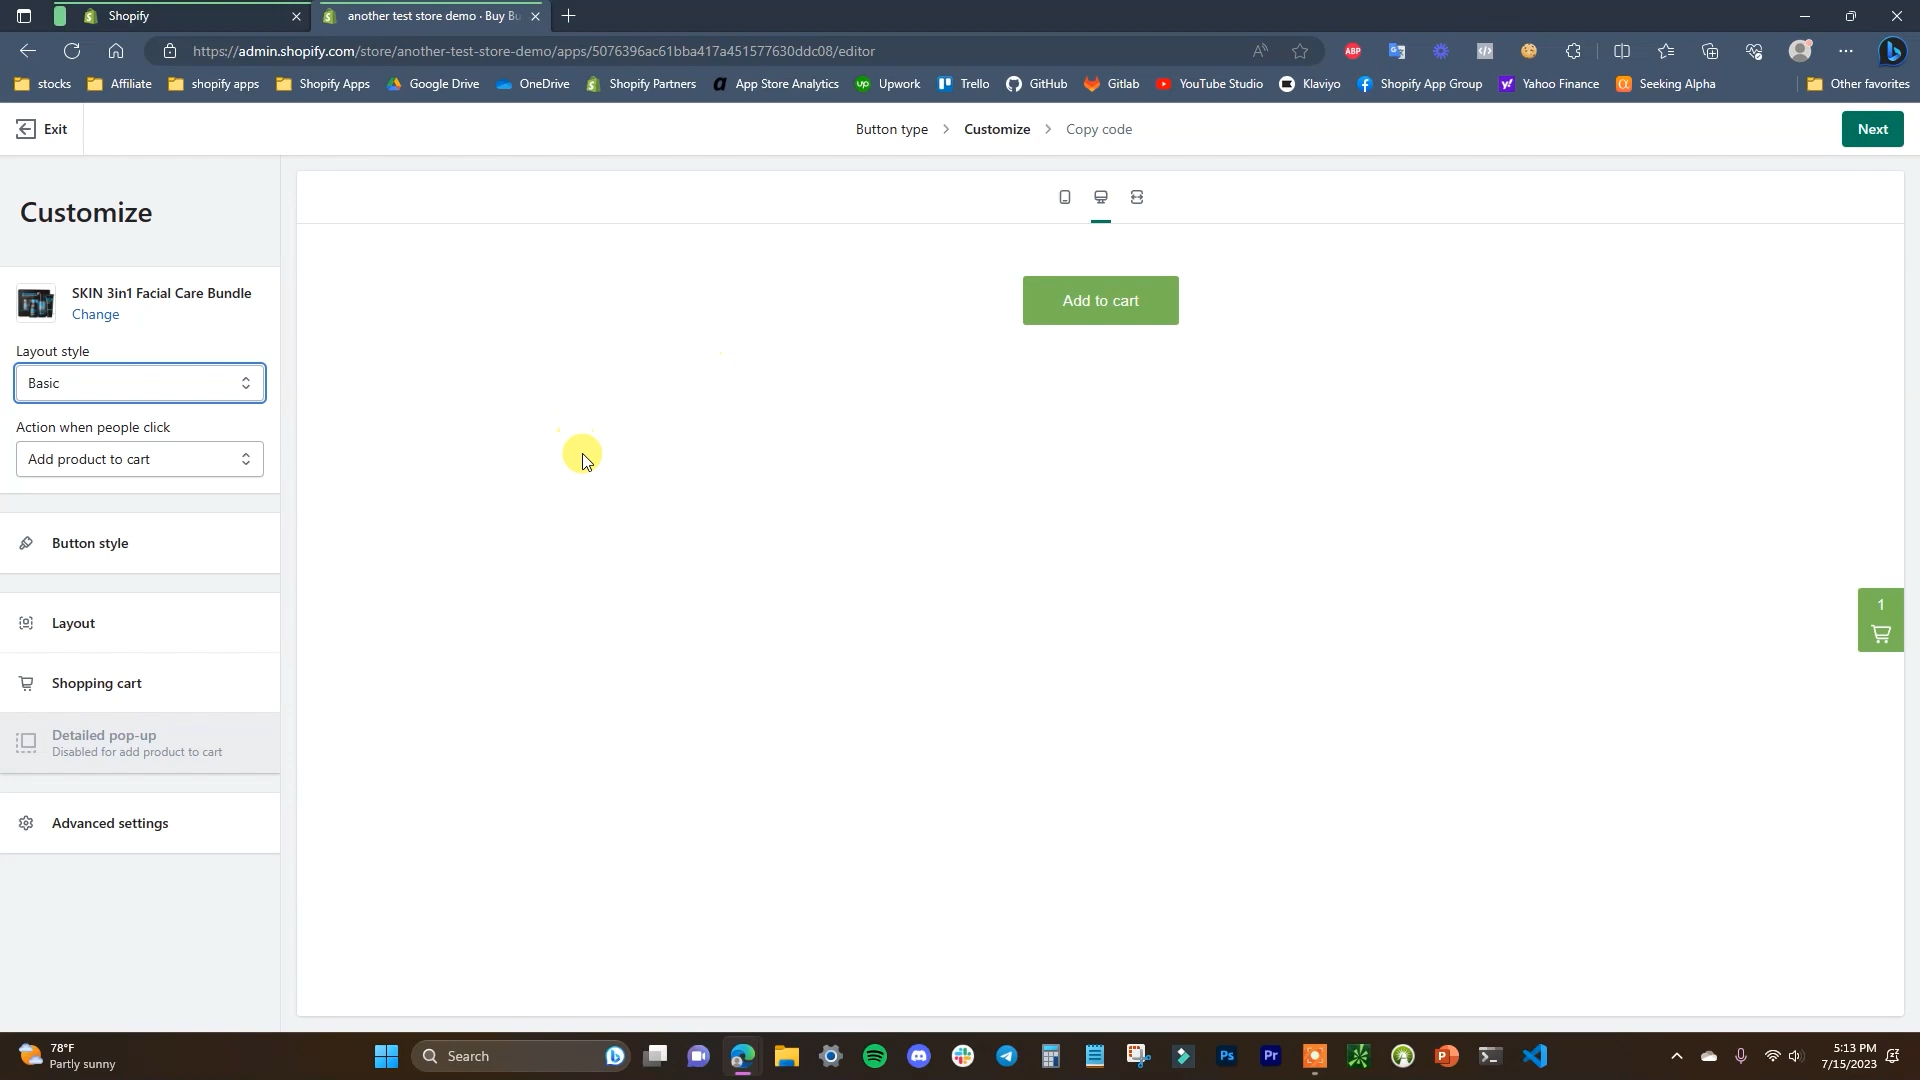 Shopify
another test store demo · Buy Bu
https://admin.shopify.com/store/another-test-store-demo/apps/5076396ac61bba417a451577630ddc08/editor
stocks
Affiliate
shopify apps
Shopify Apps
Google Drive
OneDrive
Shopify Partners
App Store Analytics
Upwork
Trello
GitHub
Gitlab
YouTube Studio
Klaviyo
Shopify App Group
Yahoo Finance
Seeking Alpha
Other favorites
Exit
Button type
Customize
Copy code
Next
Customize
SKIN 3in1 Facial Care Bundle
Change
Layout style
Basic
Action when people click
Add product to cart
Button style
Layout
Shopping cart
Detailed pop-up
Disabled for add product to cart
Advanced settings
Add to cart
1
78°F
Partly sunny
Search
5:13 PM
7/15/2023